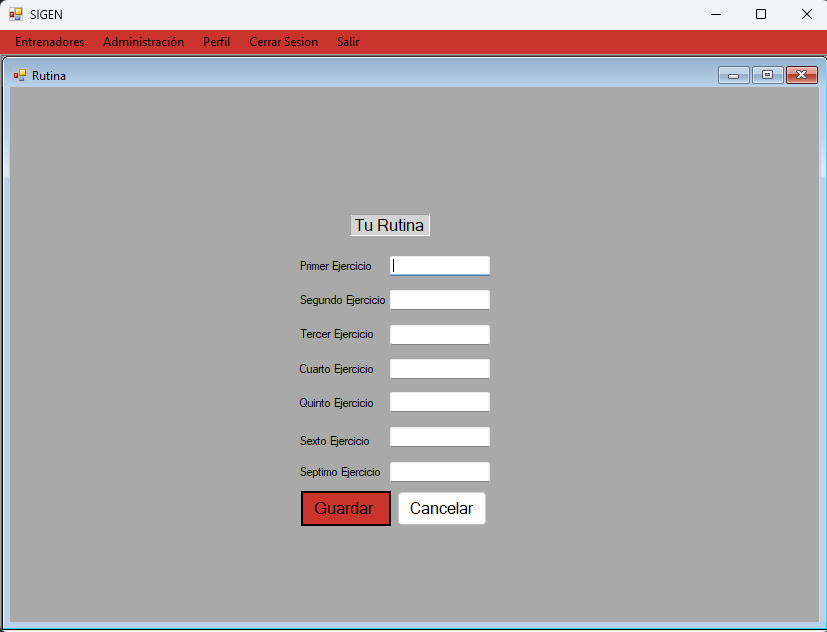 SIGEN
Entrenadores Administración Perfil Cerrar Sesion Salir
Rutina
Tu Rutina
Primer Ejercicio
Segundo Ejercicio
Tercer Ejercicio
Cuarto Ejercicio
Quinto Ejercicio
Sexto Ejercicio
Septimo Ejercicio
Guardar Cancelar